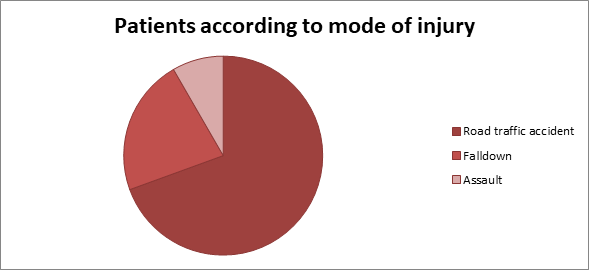 Patients according to mode of injury
Road traffic accident
Falldown
Assault